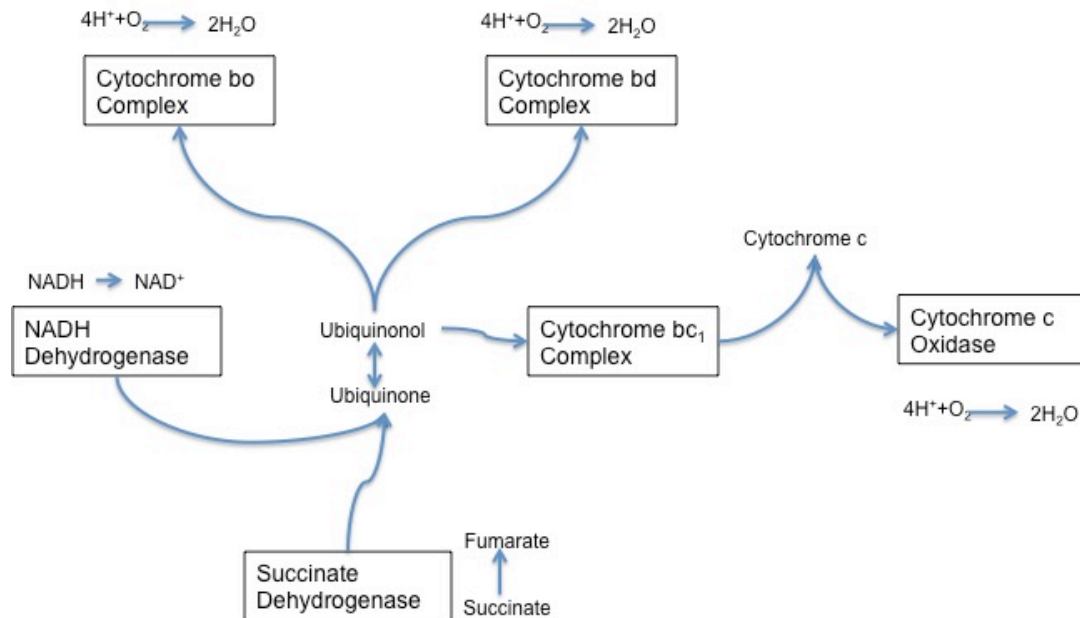 4H⁺+O₂ 2H₂O
Cytochrome bo
Complex
4H⁺+O₂ 2H₂O
Cytochrome bd
Complex
NADH NAD⁺
NADH
Dehydrogenase
Ubiquinonol
Ubiquinone
Cytochrome bc₁
Complex
Cytochrome c
Cytochrome c
Oxidase
4H⁺+O₂ 2H₂O
Succinate
Dehydrogenase
Fumarate
Succinate